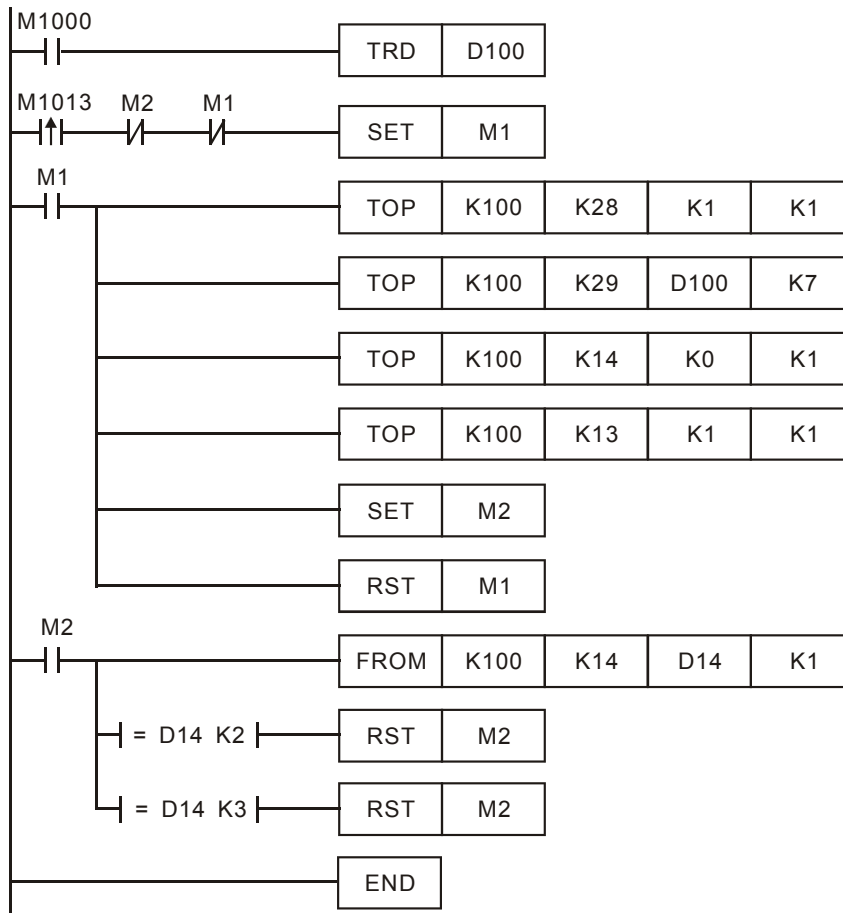 M1000
TRD D100
M1013 M2 M1
SET M1
M1
TOP K100 K28 K1 K1
TOP K100 K29 D100 K7
TOP K100 K14 K0 K1
TOP K100 K13 K1 K1
SET M2
RST M1
M2
FROM K100 K14 D14 K1
= D14 K2 RST M2
= D14 K3 RST M2
END